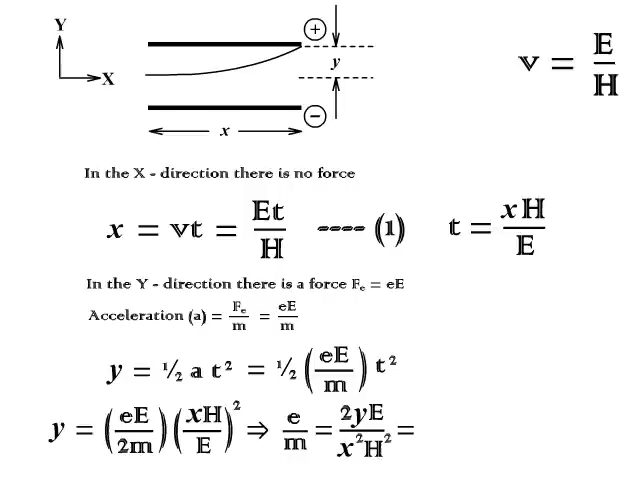 Y
X
+
y
−
x
v = E/H
In the X - direction there is no force
x = vt = Et/H ---- (1) t = xH/E
In the Y - direction there is a force Fₑ = eE
Acceleration (a) = Fₑ/m = eE/m
y = ½ a t² = ½ (eE/m) t²
y = (eE/2m)(xH/E)² ⇒ e/m = 2yE/x²H² =